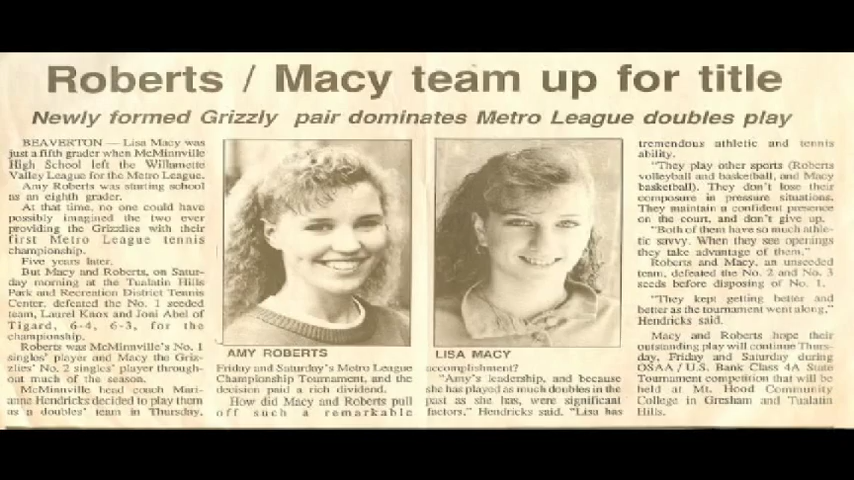 Roberts / Macy team up for title
Newly formed Grizzly pair dominates Metro League doubles play
BEAVERTON — Lisa Macy was
just a fifth grader when McMinnville
High School left the Willamette
Valley League for the Metro League.
Amy Roberts was starting school
as an eighth grader.
At that time, no one could have
possibly imagined the two ever
providing the Grizzlies with their
first Metro League tennis
championship.
Five years later.
But Macy and Roberts, on Satur-
day morning at the Tualatin Hills
Park and Recreation District Tennis
Center, defeated the No. 1 seeded
team, Laurel Knox and Joni Abel of
Tigard, 6-4, 6-3, for the
championship.
Roberts was McMinnville's No. 1
singles' player and Macy the Griz-
zlies' No. 2 singles' player through-
out much of the season.
McMinnville head coach Mari-
anne Hendricks decided to play them
as a doubles' team in Thursday,
AMY ROBERTS
Friday and Saturday's Metro League
Championship Tournament, and the
decision paid a rich dividend.
How did Macy and Roberts pull
off such a remarkable
LISA MACY
accomplishment?
"Amy's leadership, and because
she has played as much doubles in the
past as she has, were significant
factors," Hendricks said. "Lisa has
tremendous athletic and tennis
ability.
"They play other sports (Roberts
volleyball and basketball, and Macy
basketball). They don't lose their
composure in pressure situations.
They maintain a confident presence
on the court, and don't give up.
"Both of them have so much athle-
tic savvy. When they see openings
they take advantage of them."
Roberts and Macy, an unseeded
team, defeated the No. 2 and No. 3
seeds before disposing of No. 1.
"They kept getting better and
better as the tournament went along,"
Hendricks said.
Macy and Roberts hope their
outstanding play will continue Thurs-
day, Friday and Saturday during
OSAA / U.S. Bank Class 4A State
Tournament competition that will be
held at Mt. Hood Community
College in Gresham and Tualatin
Hills.